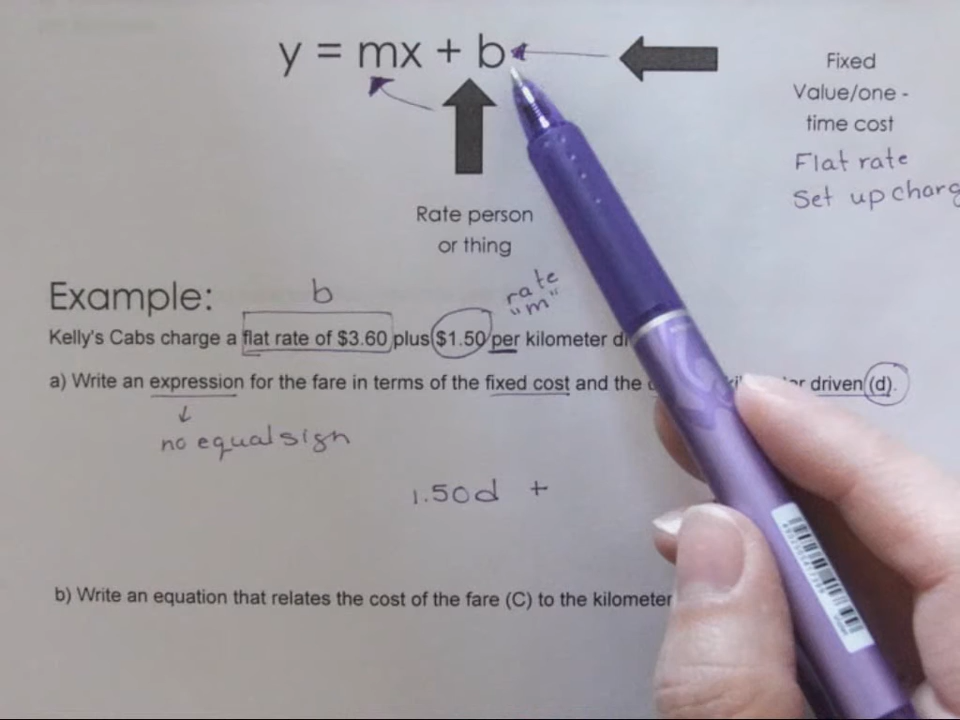 y = mx + b
Fixed
Value/one -
time cost
Flat rate
Set up charg
Rate person
or thing
Example:
b
rate
"m"
Kelly's Cabs charge a flat rate of $3.60 plus $1.50 per kilometer
a) Write an expression for the fare in terms of the fixed cost and the driven (d).
no equal sign
1.50d +
b) Write an equation that relates the cost of the fare (C) to the kilometer